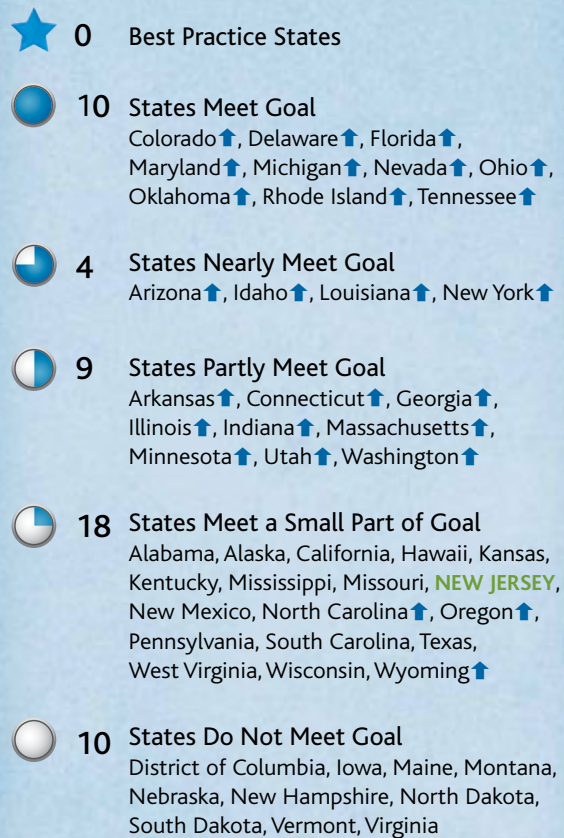 0 Best Practice States
10 States Meet Goal
Colorado⬆, Delaware⬆, Florida⬆,
Maryland⬆, Michigan⬆, Nevada⬆, Ohio⬆,
Oklahoma⬆, Rhode Island⬆, Tennessee⬆
4 States Nearly Meet Goal
Arizona⬆, Idaho⬆, Louisiana⬆, New York⬆
9 States Partly Meet Goal
Arkansas⬆, Connecticut⬆, Georgia⬆,
Illinois⬆, Indiana⬆, Massachusetts⬆,
Minnesota⬆, Utah⬆, Washington⬆
18 States Meet a Small Part of Goal
Alabama, Alaska, California, Hawaii, Kansas,
Kentucky, Mississippi, Missouri, NEW JERSEY,
New Mexico, North Carolina⬆, Oregon⬆,
Pennsylvania, South Carolina, Texas,
West Virginia, Wisconsin, Wyoming⬆
10 States Do Not Meet Goal
District of Columbia, Iowa, Maine, Montana,
Nebraska, New Hampshire, North Dakota,
South Dakota, Vermont, Virginia